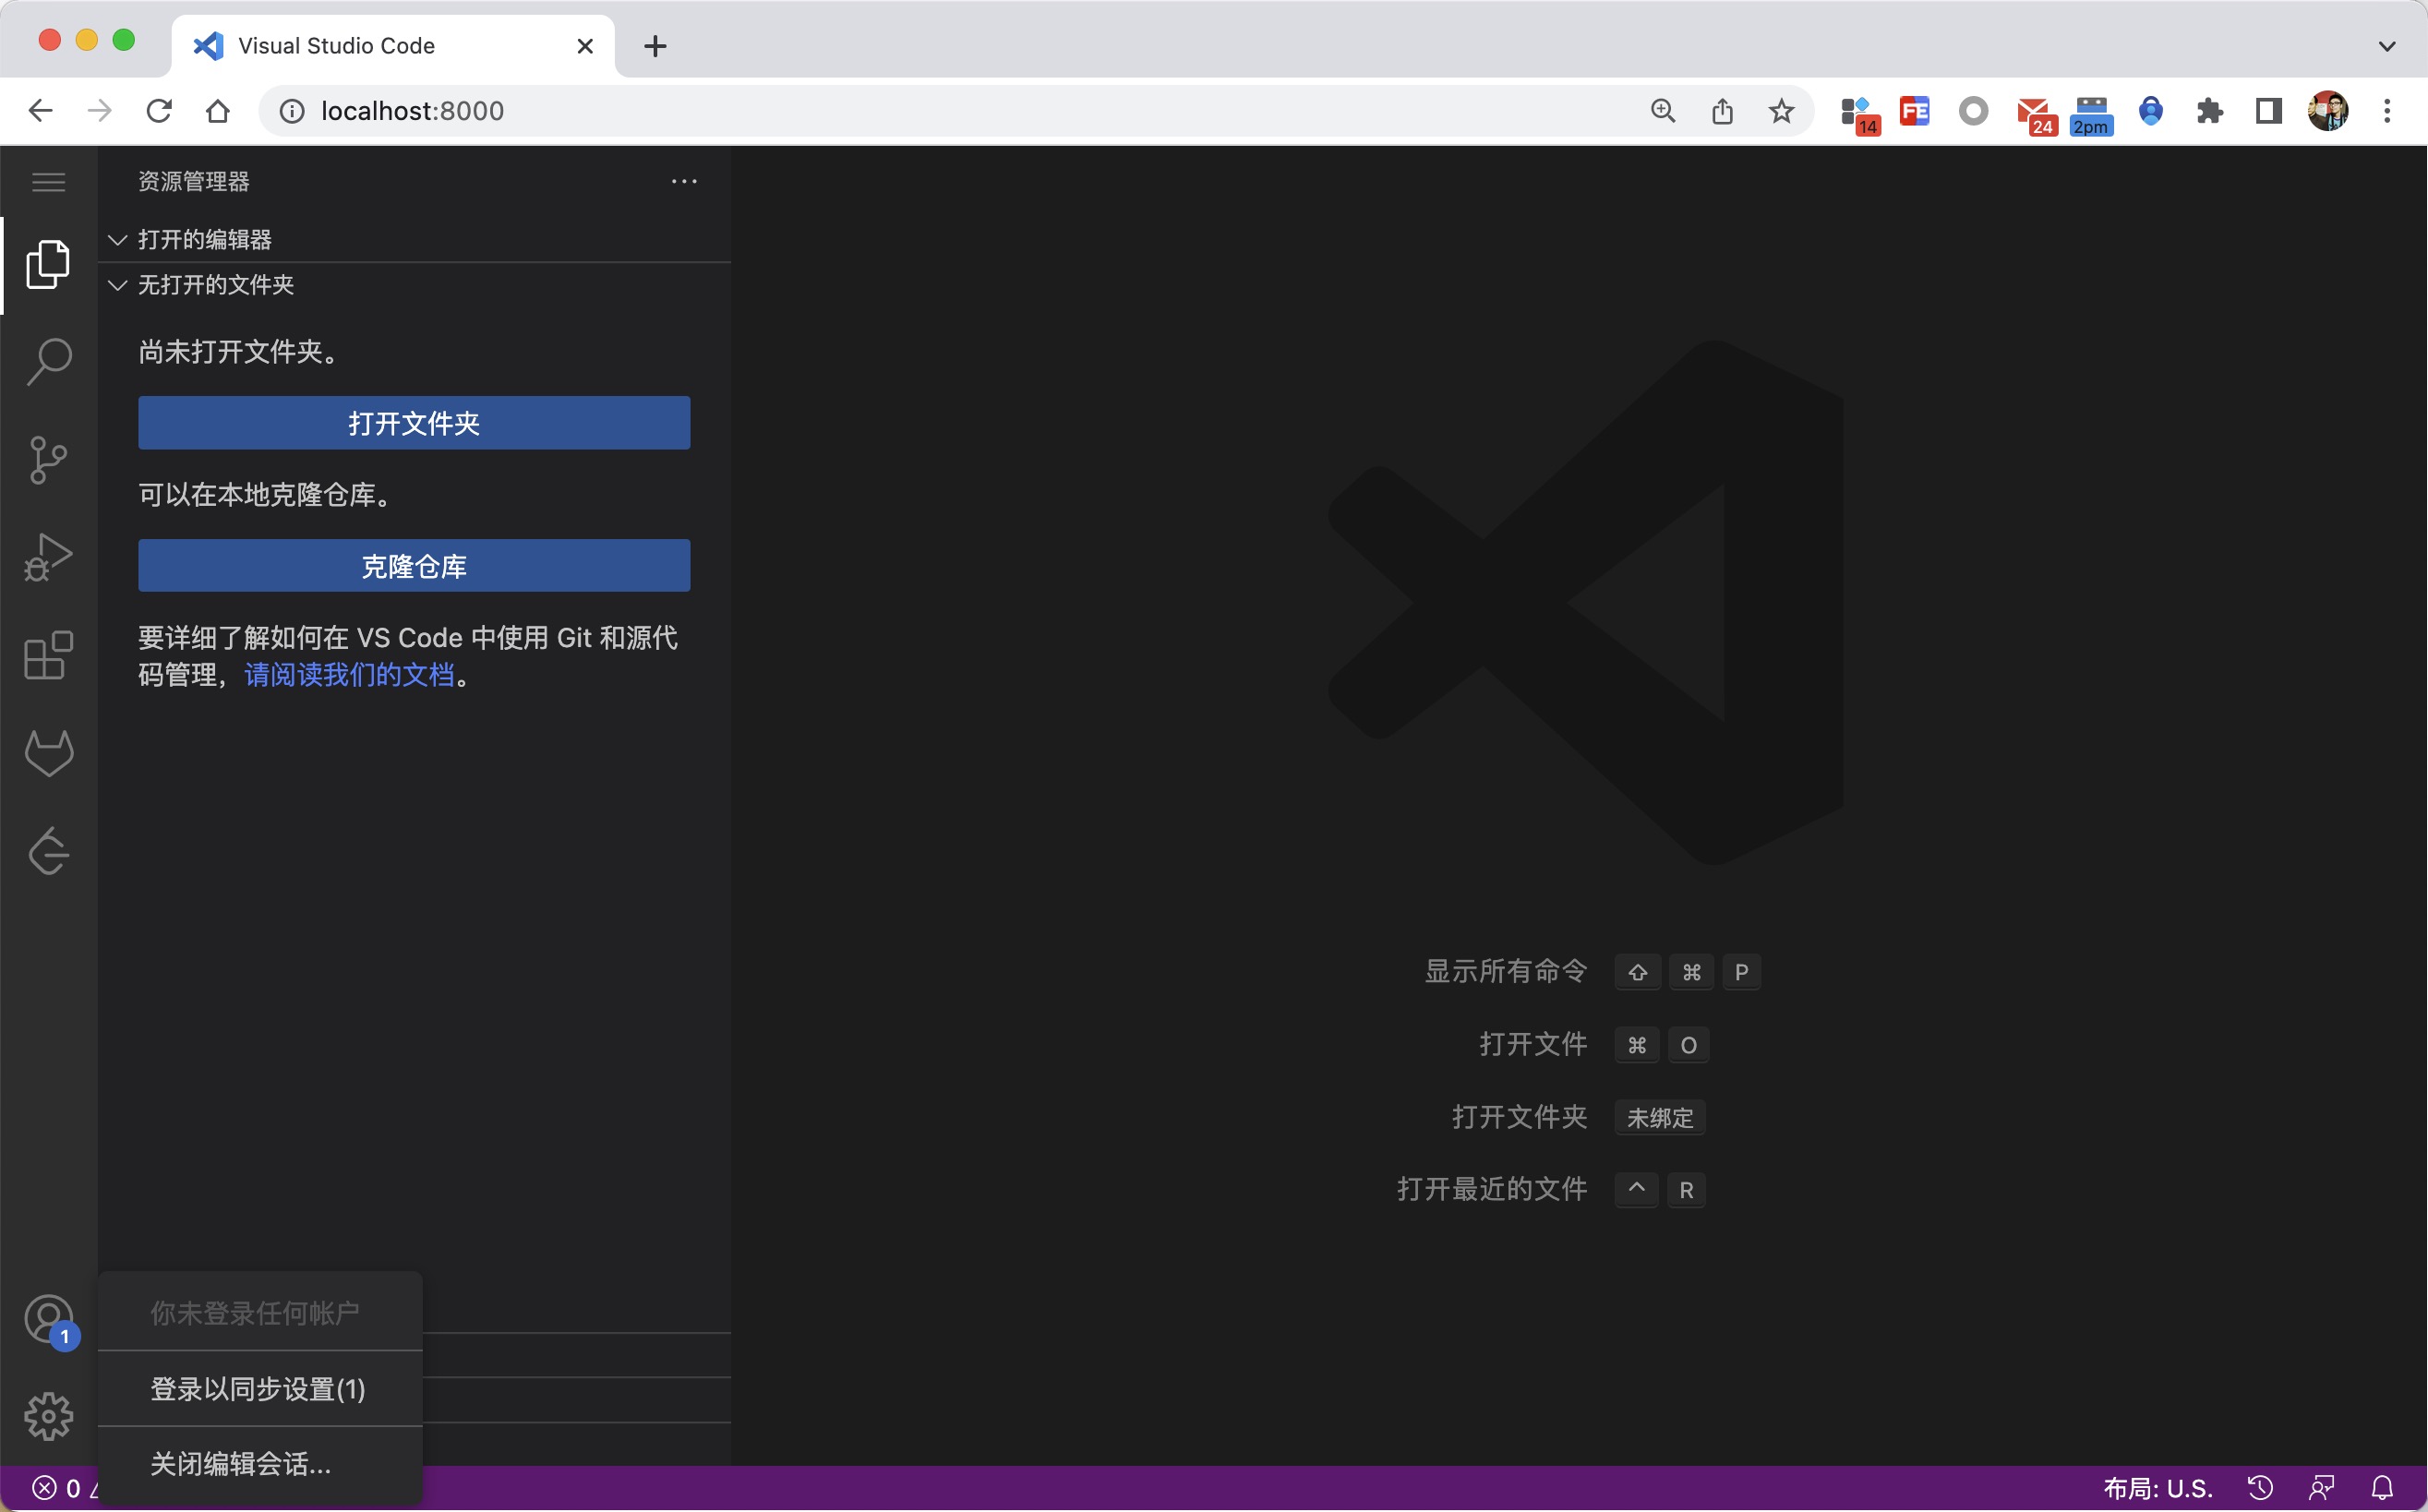 Visual Studio Code
localhost:8000
14
FE
24
2pm
资源管理器
打开的编辑器
无打开的文件夹
尚未打开文件夹。
打开文件夹
可以在本地克隆仓库。
克隆仓库
要详细了解如何在 VS Code 中使用 Git 和源代
码管理，请阅读我们的文档。
显示所有命令 ⇧ ⌘ P
打开文件 ⌘ O
打开文件夹 未绑定
打开最近的文件 ^ R
你未登录任何帐户
1
登录以同步设置(1)
关闭编辑会话...
0
布局: U.S.